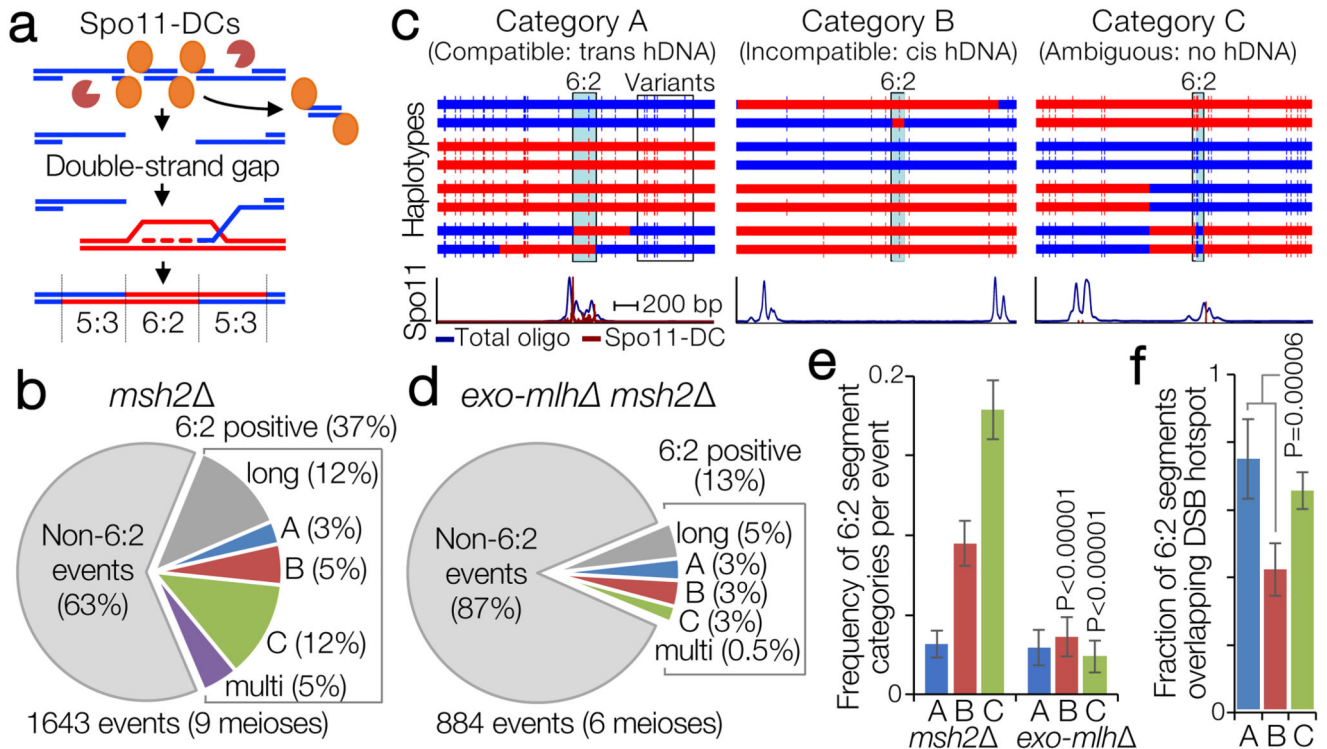 a
Spo11-DCs
Double-strand gap
5:3
6:2
5:3
c
Category A
(Compatible: trans hDNA)
6:2
Variants
Category B
(Incompatible: cis hDNA)
6:2
Category C
(Ambiguous: no hDNA)
6:2
Haplotypes
Spo11
200 bp
Total oligo
Spo11-DC
b
msh2Δ
6:2 positive (37%)
long (12%)
A (3%)
B (5%)
C (12%)
multi (5%)
Non-6:2
events
(63%)
1643 events (9 meioses)
d
exo-mlhΔ msh2Δ
6:2 positive
(13%)
long (5%)
A (3%)
B (3%)
C (3%)
multi (0.5%)
Non-6:2
events
(87%)
884 events (6 meioses)
e
Frequency of 6:2 segment
categories per event
0.2
0
P<0.00001
P<0.00001
A B C
A B C
msh2Δ
exo-mlhΔ
f
Fraction of 6:2 segments
overlapping DSB hotspot
1
0
P=0.00006
A B C